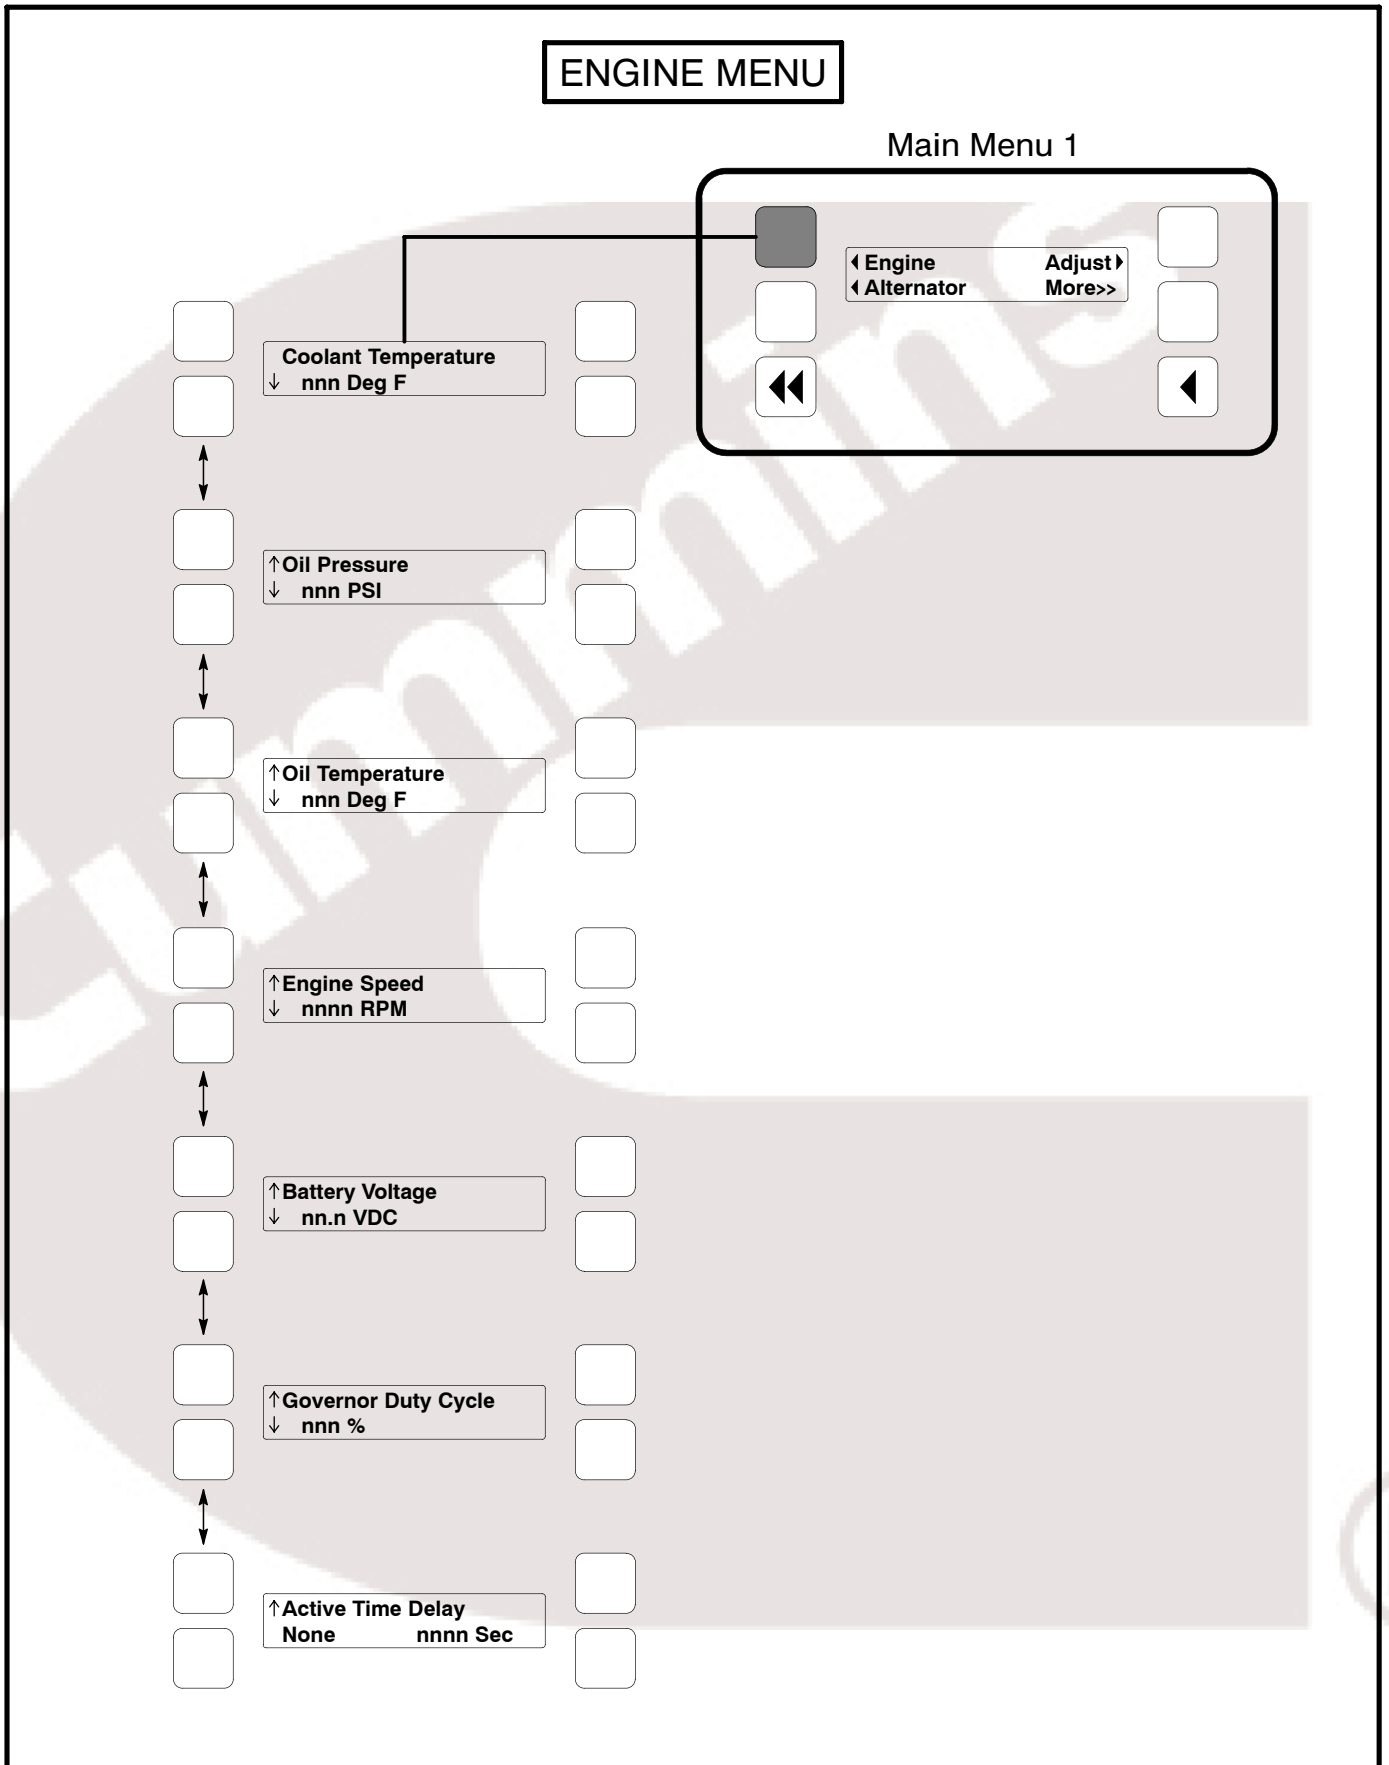 ENGINE MENU
Main Menu 1
Engine Adjust
Alternator More>>
Coolant Temperature
↓ nnn Deg F
↑Oil Pressure
↓ nnn PSI
↑Oil Temperature
↓ nnn Deg F
↑Engine Speed
↓ nnnn RPM
↑Battery Voltage
↓ nn.n VDC
↑Governor Duty Cycle
↓ nnn %
↑Active Time Delay
None nnnn Sec
Cummins